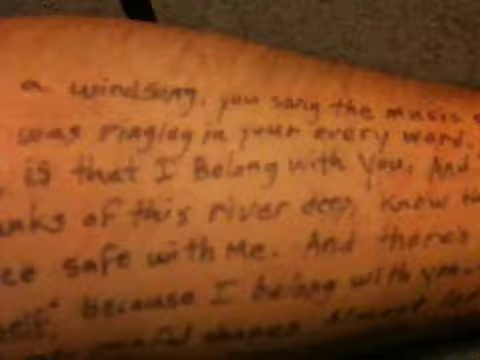 a windsong, you sang the music
was ringing in your every word.
is that I Belong with You, And
of this river deep, know
safe with Me. And there's
because I belong with you